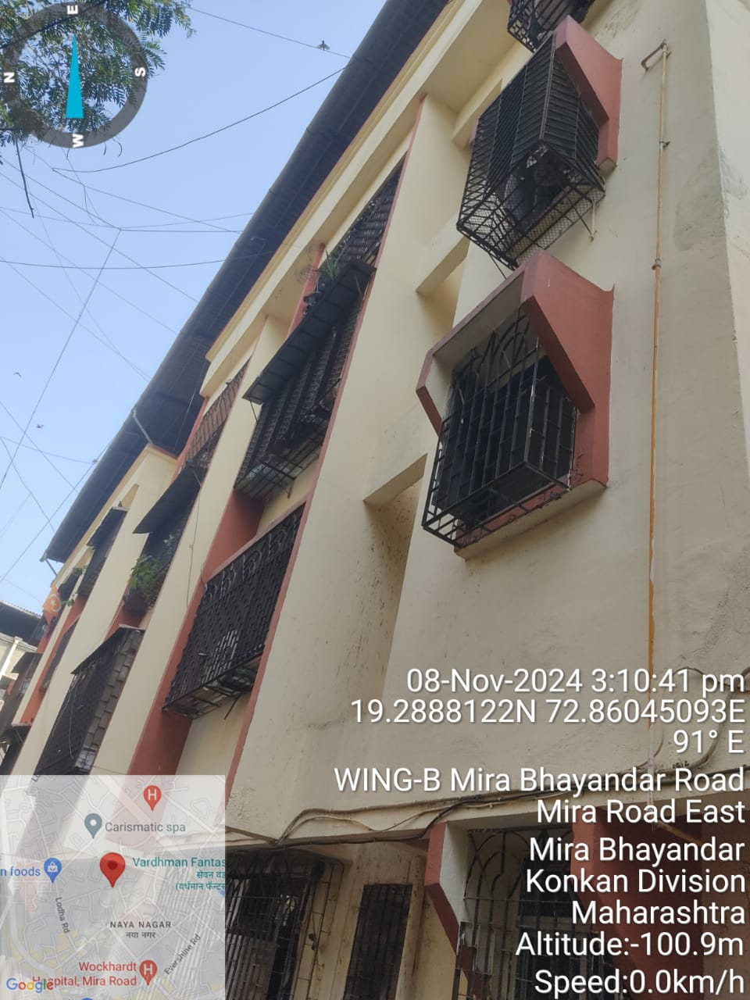 E
N
S
W
08-Nov-2024 3:10:41 pm
19.2888122N 72.86045093E
91° E
WING-B Mira Bhayandar Road
Mira Road East
Mira Bhayandar
Konkan Division
Maharashtra
Altitude:-100.9m
Speed:0.0km/h
H
Carismatic spa
Vardhman Fantas
सेवन
(वर्धमान फॅन्टस
n foods
Lodha Rd
NAYA NAGAR
नया नगर
Evershine Rd
Wockhardt
Hospital, Mira Road
H
Google